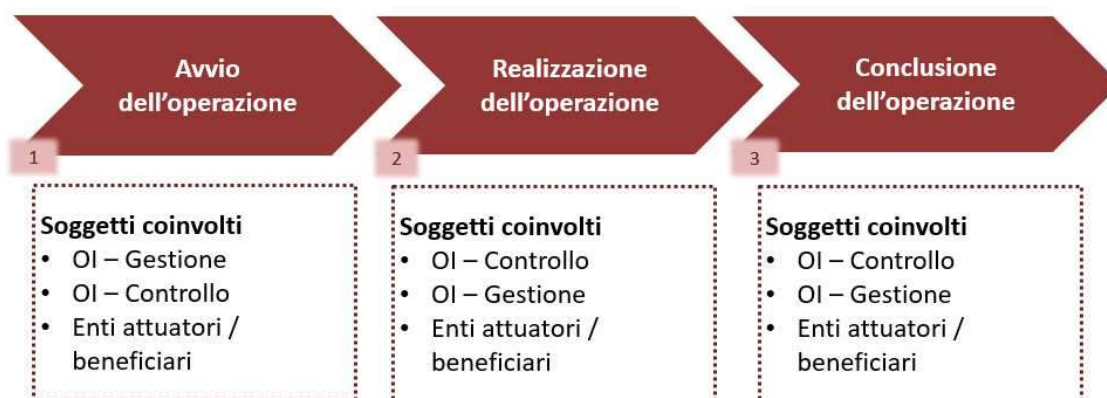 Avvio
dell'operazione
1
Soggetti coinvolti
• OI – Gestione
• OI – Controllo
• Enti attuatori /
beneficiari
Realizzazione
dell'operazione
2
Soggetti coinvolti
• OI – Controllo
• OI – Gestione
• Enti attuatori /
beneficiari
Conclusione
dell'operazione
3
Soggetti coinvolti
• OI – Controllo
• OI – Gestione
• Enti attuatori /
beneficiari